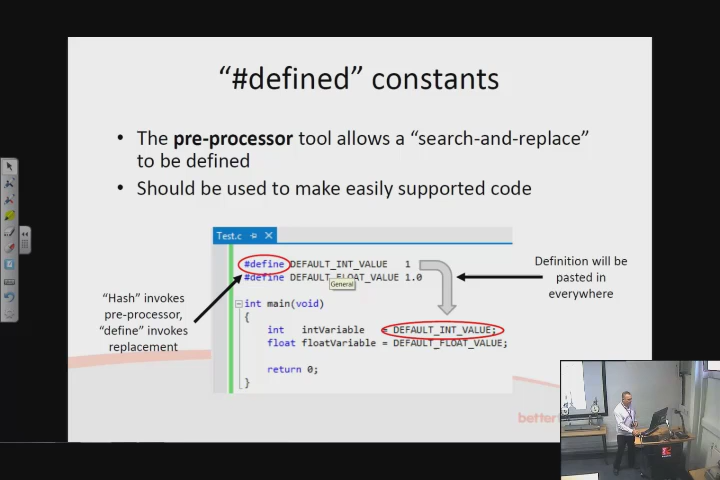 “#defined” constants
• The pre-processor tool allows a “search-and-replace”
to be defined
• Should be used to make easily supported code
Test.c
#define DEFAULT_INT_VALUE 1
#define DEFAULT_FLOAT_VALUE 1.0
General
int main(void)
{
int intVariable = DEFAULT_INT_VALUE;
float floatVariable = DEFAULT_FLOAT_VALUE;
return 0;
}
“Hash” invokes
pre-processor,
“define” invokes
replacement
Definition will be
pasted in
everywhere